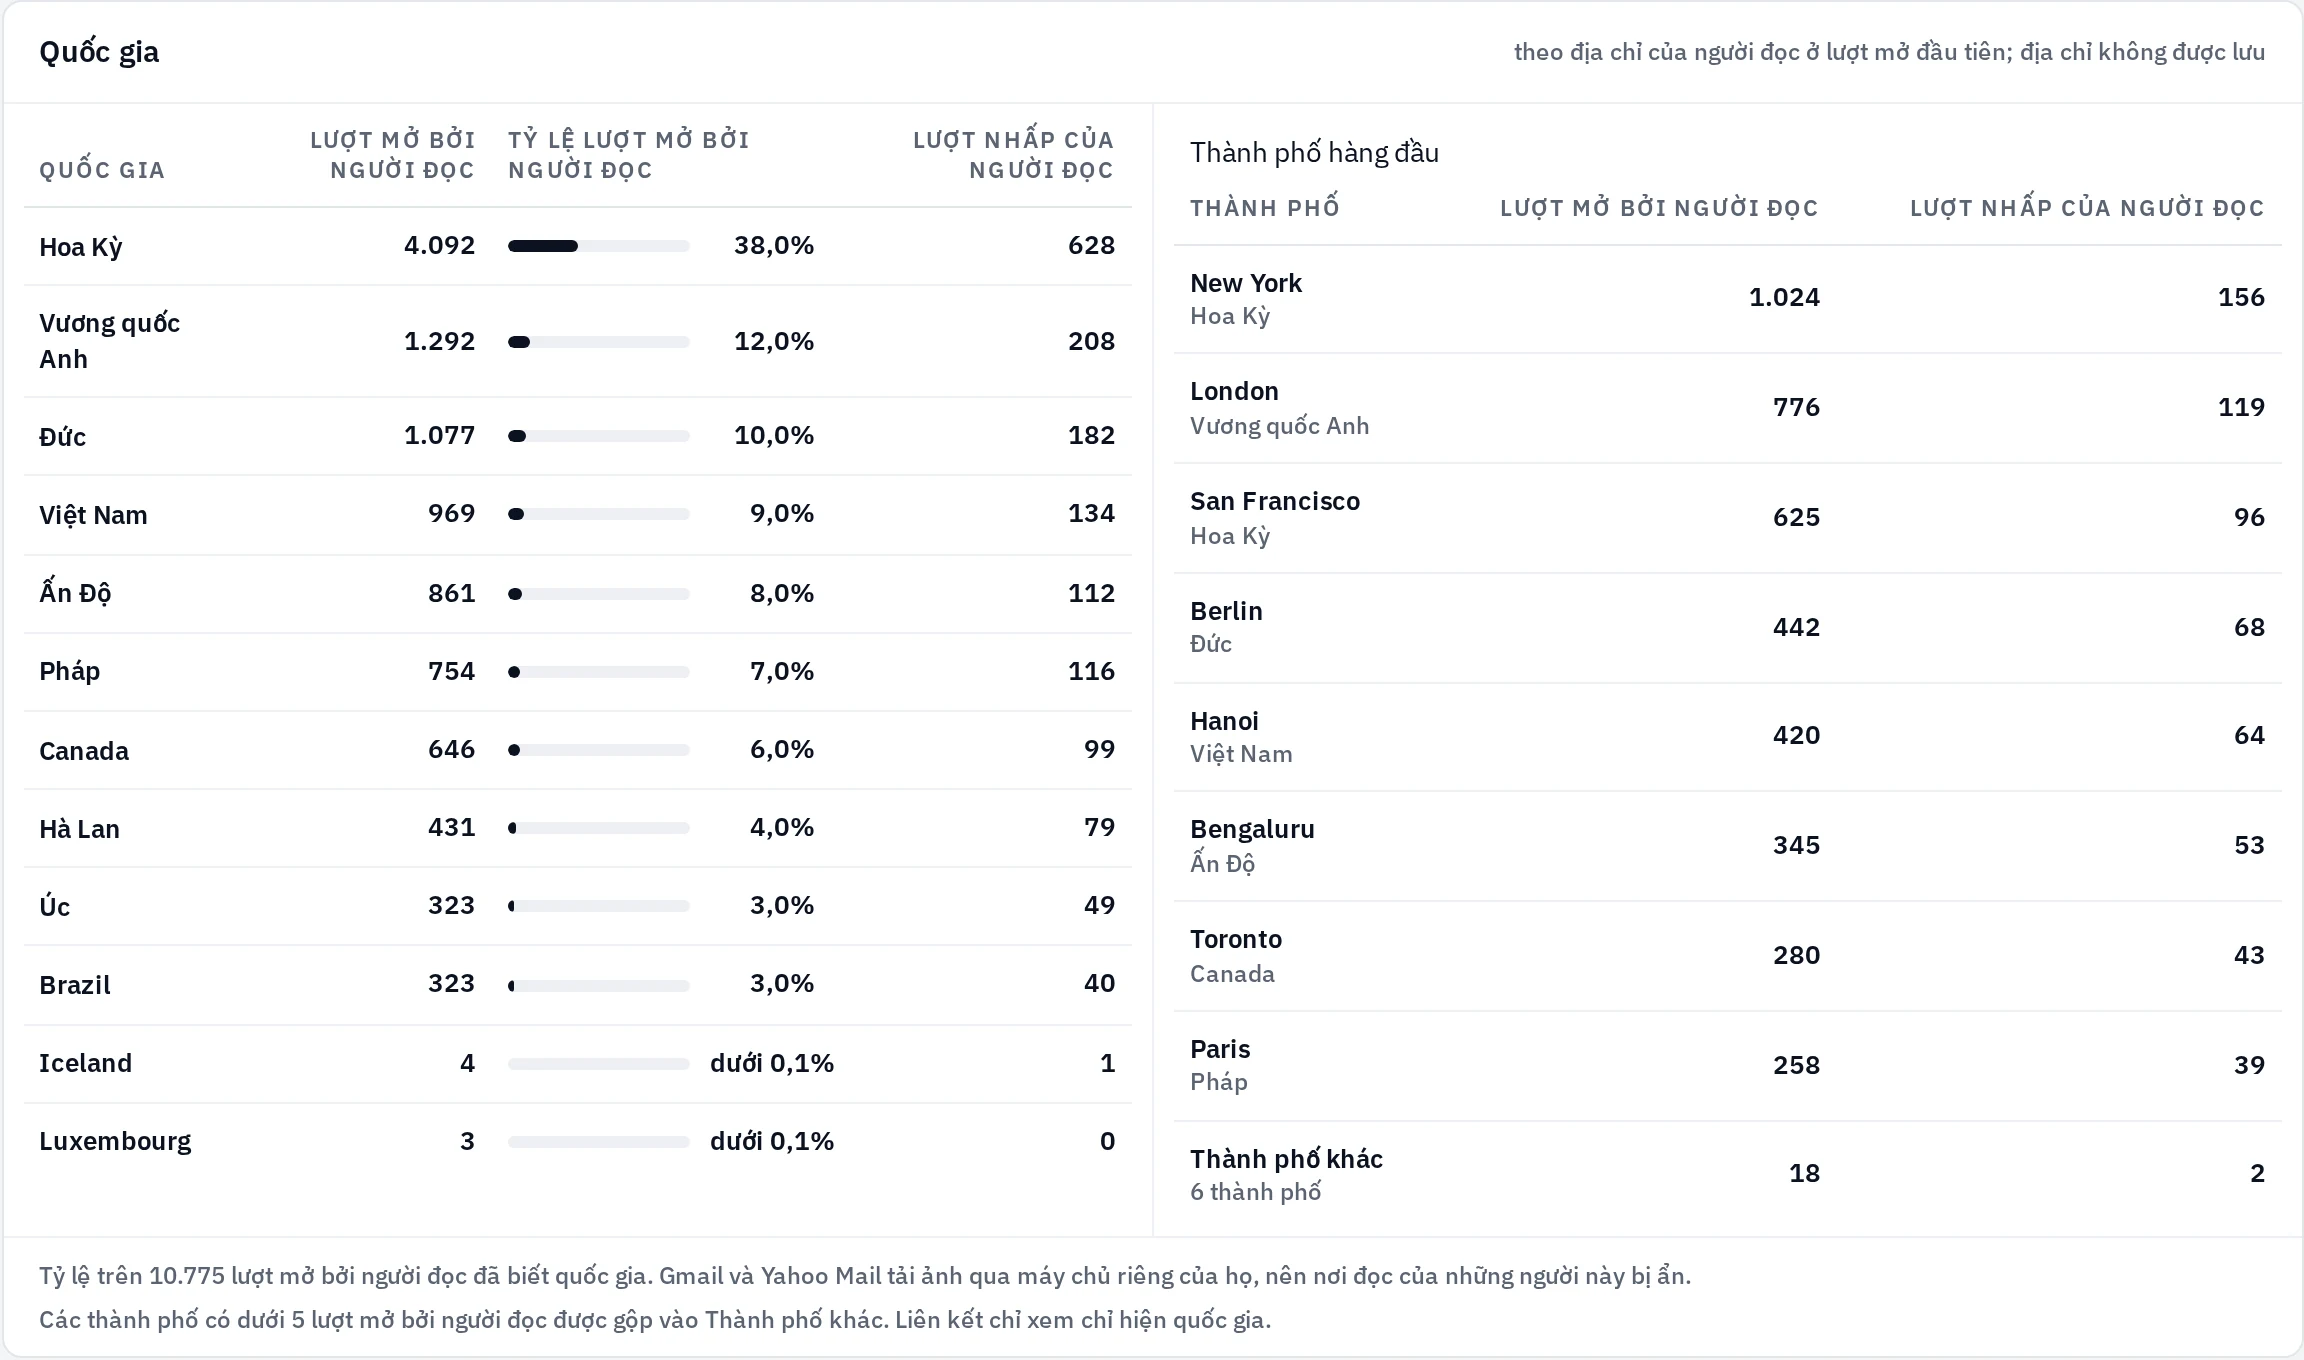 Quốc gia
theo địa chỉ của người đọc ở lượt mở đầu tiên; địa chỉ không được lưu
QUỐC GIA
LƯỢT MỞ BỞI
NGƯỜI ĐỌC
TỶ LỆ LƯỢT MỞ BỞI
NGƯỜI ĐỌC
LƯỢT NHẤP CỦA
NGƯỜI ĐỌC
Hoa Kỳ 4.092 38,0% 628
Vương quốc
Anh
1.292 12,0% 208
Đức 1.077 10,0% 182
Việt Nam 969 9,0% 134
Ấn Độ 861 8,0% 112
Pháp 754 7,0% 116
Canada 646 6,0% 99
Hà Lan 431 4,0% 79
Úc 323 3,0% 49
Brazil 323 3,0% 40
Iceland 4 dưới 0,1% 1
Luxembourg 3 dưới 0,1% 0
Thành phố hàng đầu
THÀNH PHỐ LƯỢT MỞ BỞI NGƯỜI ĐỌC LƯỢT NHẤP CỦA NGƯỜI ĐỌC
New York 1.024 156
Hoa Kỳ
London 776 119
Vương quốc Anh
San Francisco 625 96
Hoa Kỳ
Berlin 442 68
Đức
Hanoi 420 64
Việt Nam
Bengaluru 345 53
Ấn Độ
Toronto 280 43
Canada
Paris 258 39
Pháp
Thành phố khác 18 2
6 thành phố
Tỷ lệ trên 10.775 lượt mở bởi người đọc đã biết quốc gia. Gmail và Yahoo Mail tải ảnh qua máy chủ riêng của họ, nên nơi đọc của những người này bị ẩn.
Các thành phố có dưới 5 lượt mở bởi người đọc được gộp vào Thành phố khác. Liên kết chỉ xem chỉ hiện quốc gia.